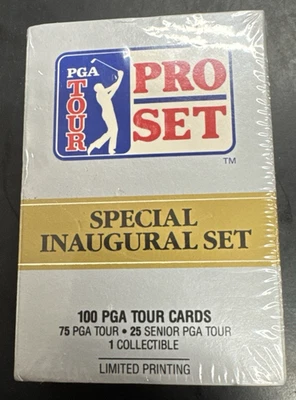 PGA
TOUR
PRO
SET
TM
SPECIAL
INAUGURAL SET
100 PGA TOUR CARDS
75 PGA TOUR • 25 SENIOR PGA TOUR
1 COLLECTIBLE
LIMITED PRINTING